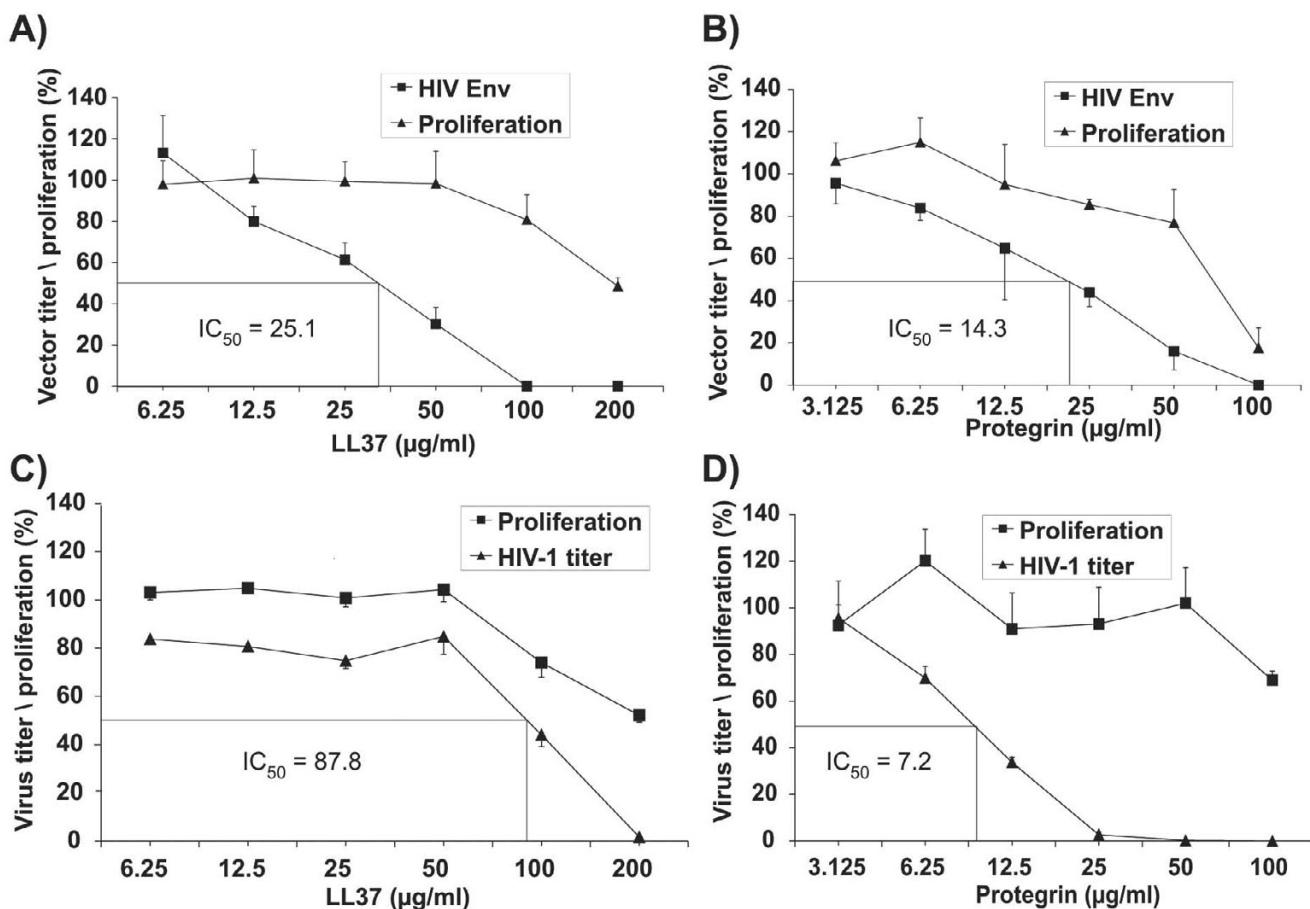 A)
HIV Env
Proliferation
Vector titer \ proliferation (%)
140
120
100
80
60
40
20
0
IC50 = 25.1
6.25 12.5 25 50 100 200
LL37 (µg/ml)
B)
HIV Env
Proliferation
Vector titer \ proliferation (%)
140
120
100
80
60
40
20
0
IC50 = 14.3
3.125 6.25 12.5 25 50 100
Protegrin (µg/ml)
C)
Proliferation
HIV-1 titer
Virus titer \ proliferation (%)
140
120
100
80
60
40
20
0
IC50 = 87.8
6.25 12.5 25 50 100 200
LL37 (µg/ml)
D)
Proliferation
HIV-1 titer
Virus titer \ proliferation (%)
140
120
100
80
60
40
20
0
IC50 = 7.2
3.125 6.25 12.5 25 50 100
Protegrin (µg/ml)